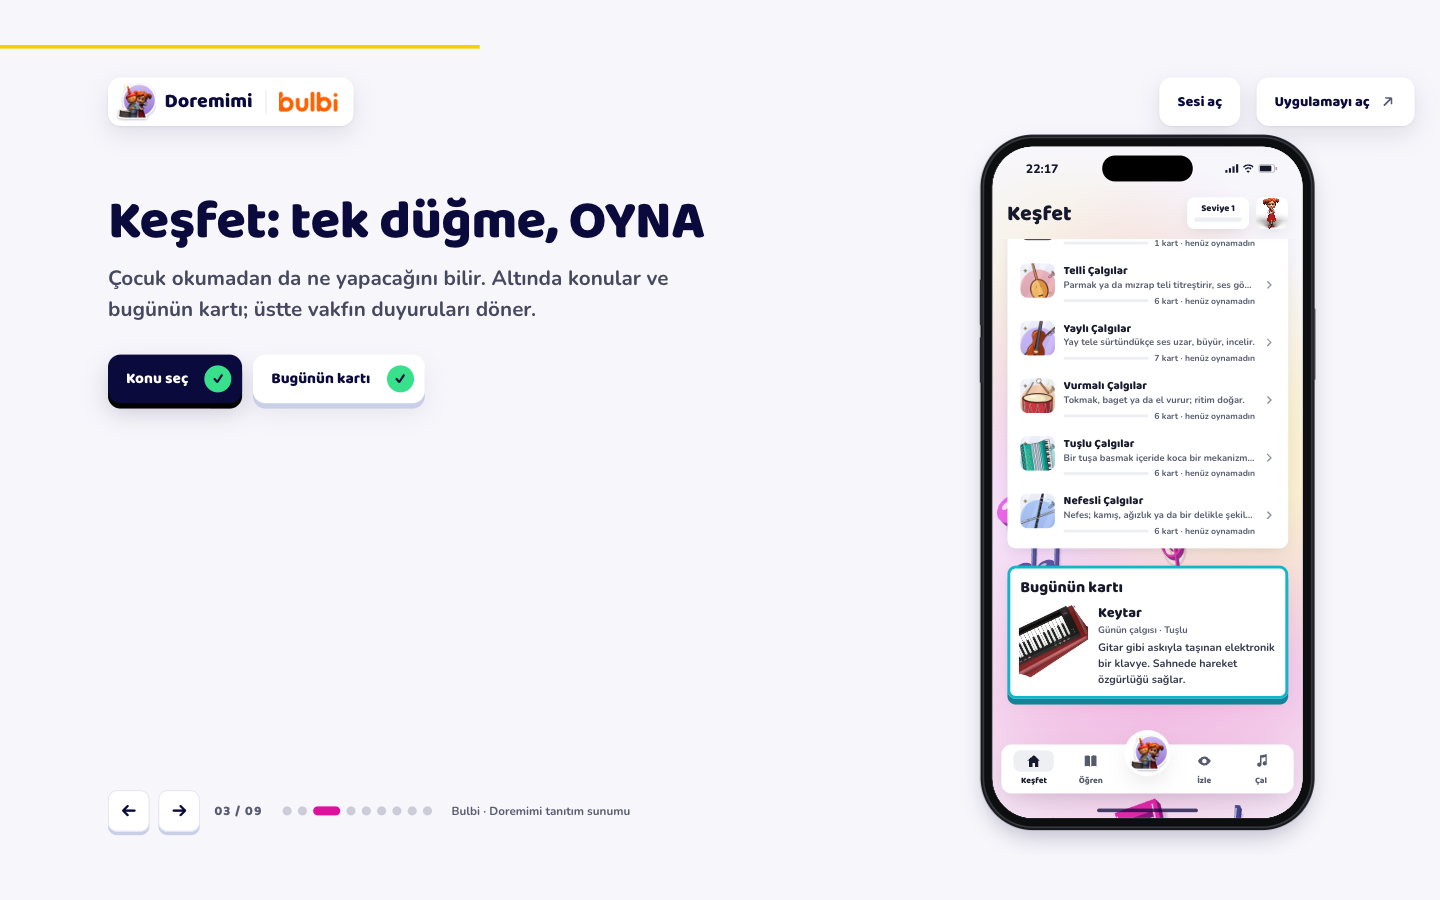 Doremimi
bulbi
Sesi aç
Uygulamayı aç
Keşfet: tek düğme, OYNA
Çocuk okumadan da ne yapacağını bilir. Altında konular ve
bugünün kartı; üstte vakfın duyuruları döner.
Konu seç
Bugünün kartı
22:17
Keşfet
Seviye 1
1 kart · henüz oynamadın
Telli Çalgılar
Parmak ya da mızrap teli titreştirir, ses gö...
6 kart · henüz oynamadın
Yaylı Çalgılar
Yay tele sürtündükçe ses uzar, büyür, incelir.
7 kart · henüz oynamadın
Vurmalı Çalgılar
Tokmak, baget ya da el vurur; ritim doğar.
6 kart · henüz oynamadın
Tuşlu Çalgılar
Bir tuşa basmak içeride koca bir mekanizm...
6 kart · henüz oynamadın
Nefesli Çalgılar
Nefes; kamış, ağızlık ya da bir delikle şekil...
6 kart · henüz oynamadın
Bugünün kartı
Keytar
Günün çalgısı · Tuşlu
Gitar gibi askıyla taşınan elektronik
bir klavye. Sahnede hareket
özgürlüğü sağlar.
Keşfet
Öğren
İzle
Çal
03 / 09
Bulbi · Doremimi tanıtım sunumu